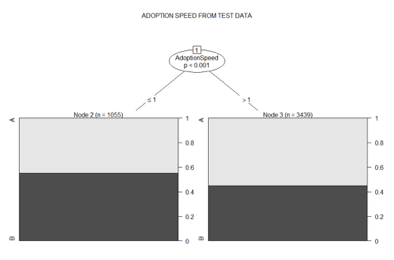 ADOPTION SPEED FROM TEST DATA
1
AdoptionSpeed
p < 0.001
≤ 1
> 1
Node 2 (n = 1055)
A
B
1
0.8
0.6
0.4
0.2
0
Node 3 (n = 3439)
A
B
1
0.8
0.6
0.4
0.2
0